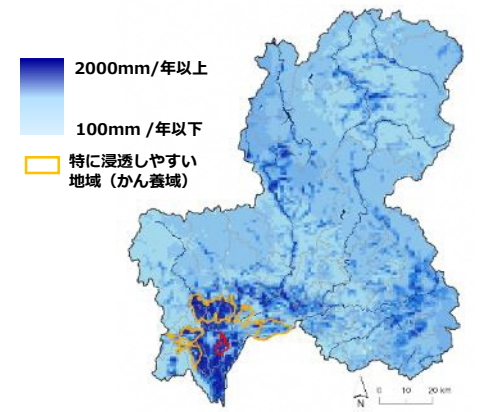 2000mm/年以上
100mm /年以下
特に浸透しやすい
地域（かん養域）
N
0 10 20 km